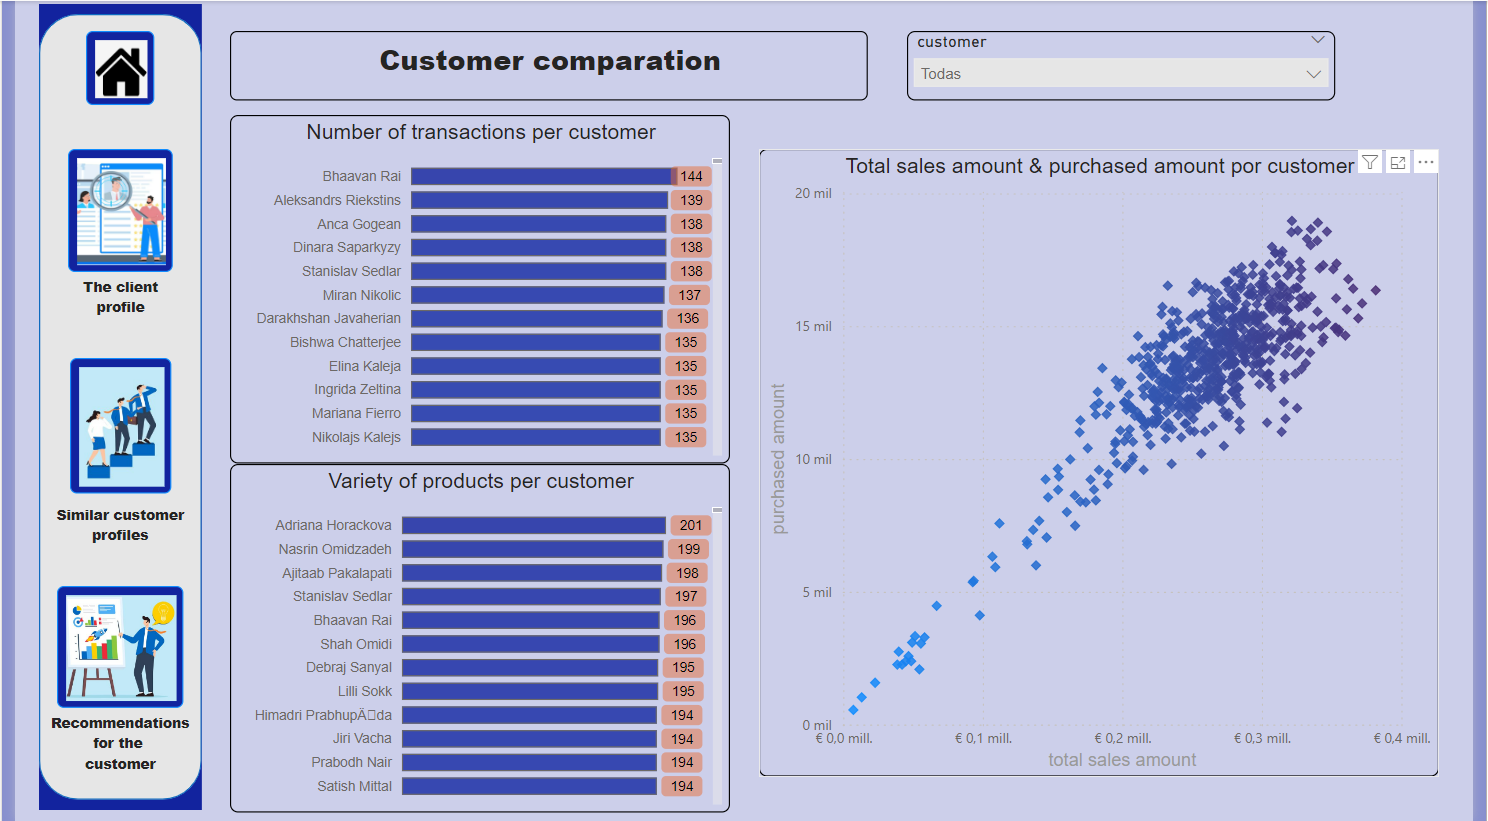 Customer comparation
customer
Todas
The client
profile
Similar customer
profiles
Recommendations
for the
customer
Number of transactions per customer
Bhaavan Rai 144
Aleksandrs Riekstins 139
Anca Gogean 138
Dinara Saparkyzy 138
Stanislav Sedlar 138
Miran Nikolic 137
Darakhshan Javaherian 136
Bishwa Chatterjee 135
Elina Kaleja 135
Ingrida Zeltina 135
Mariana Fierro 135
Nikolajs Kalejs 135
Variety of products per customer
Adriana Horackova 201
Nasrin Omidzadeh 199
Ajitaab Pakalapati 198
Stanislav Sedlar 197
Bhaavan Rai 196
Shah Omidi 196
Debraj Sanyal 195
Lilli Sokk 195
Himadri PrabhupÄ□da 194
Jiri Vacha 194
Prabodh Nair 194
Satish Mittal 194
Total sales amount & purchased amount por customer
20 mil
15 mil
10 mil
5 mil
0 mil
purchased amount
€ 0,0 mill. € 0,1 mill. € 0,2 mill. € 0,3 mill. € 0,4 mill.
total sales amount